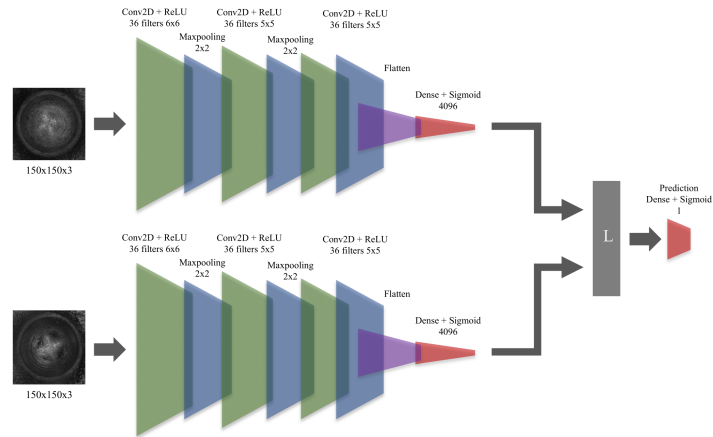 Conv2D + ReLU
36 filters 6x6
Maxpooling
2x2
Conv2D + ReLU
36 filters 5x5
Maxpooling
2x2
Conv2D + ReLU
36 filters 5x5
Flatten
Dense + Sigmoid
4096
150x150x3
L
Prediction
Dense + Sigmoid
1
Conv2D + ReLU
36 filters 6x6
Maxpooling
2x2
Conv2D + ReLU
36 filters 5x5
Maxpooling
2x2
Conv2D + ReLU
36 filters 5x5
Flatten
Dense + Sigmoid
4096
150x150x3